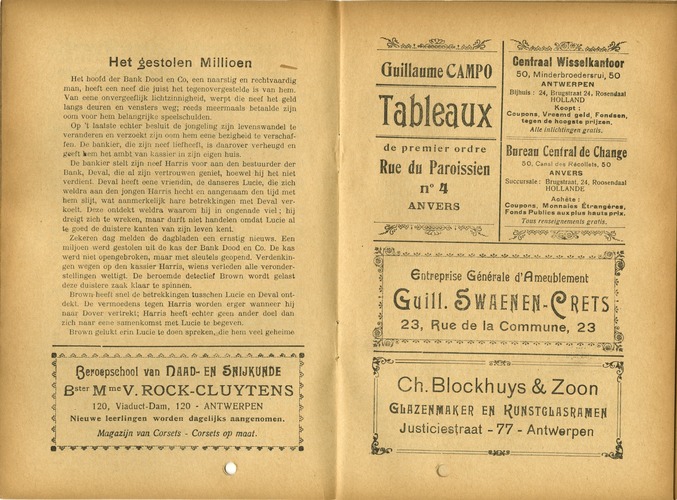 Het gestolen Millioen
Het hoofd der Bank Dood en Co, een naarstig en rechtvaardig
man, heeft een neef die juist het tegenovergestelde is van hem.
Van eene onvergeeflijk lichtzinnigheid, werpt die neef het geld
langs deuren en vensters weg; reeds meermaals betaalde zijn
oom voor hem belangrijke speelschulden.
Op 't laatste echter besluit de jongeling zijn levenswandel te
veranderen en verzoekt zijn oom hem eene bezigheid te verschaf-
fen. De bankier, die zijn neef liefheeft, is daarover verheugd en
geeft hem het ambt van kassier in zijn eigen huis.
De bankier stelt zijn neef Harris voor aan den bestuurder der
Bank, Deval, die al zijn vertrouwen geniet, hoewel hij het niet
verdient. Deval heeft eene vriendin, de danseres Lucie, die zich
weldra aan den jongen Harris hecht en aangenaam den tijd met
hem slijt, wat aanmerkelijk hare betrekkingen met Deval ver-
koelt. Deze ontdekt weldra waarom hij in ongenade viel; hij
dreigt zich te wreken, maar durft niet handelen omdat Lucie al
te goed de duistere kanten van zijn leven kent.
Zekeren dag melden de dagbladen een ernstig nieuws. Een
miljoen werd gestolen uit de kas der Bank Dood en Co. De kas
werd niet opengebroken, maar met sleutels geopend. Verdenkin-
gen wegen op den kassier Harris, wiens verleden alle veronder-
stellingen wettigt. De beroemde detectief Brown wordt gelast
deze duistere zaak klaar te spinnen.
Brown heeft snel de betrekkingen tusschen Lucie en Deval ont-
dekt. De vermoedens tegen Harris worden erger wanneer hij
naar Dover vertrekt; Harris heeft echter geen ander doel dan
zich naar eene samenkomst met Lucie te begeven.
Brown gelukt erin Lucie te doen spreken, die hem veel geheime
Beroepschool van NAAD- EN SNIJKUNDE
Bster Mme V. ROCK-CLUYTENS
120, Viaduct-Dam, 120 - ANTWERPEN
Nieuwe leerlingen worden dagelijks aangenomen.
Magazijn van Corsets - Corsets op maat.
Guillaume CAMPO
Tableaux
de premier ordre
Rue du Paroissien
n° 4
ANVERS
Centraal Wisselkantoor
50, Minderbroedersrui, 50
ANTWERPEN
Bijhuis: 24, Brugstraat 24, Rosendaal
HOLLAND
Koopt:
Coupons, Vreemd geld, Fondsen,
tegen de hoogste prijzen.
Alle inlichtingen gratis.
Bureau Central de Change
50, Canal des Récollets, 50
ANVERS
Succursale: Brugstraat, 24, Roosendaal
HOLLANDE
Achète:
Coupons, Monnaies Étrangères,
Fonds Publics aux plus hauts prix.
Tous renseignements gratis.
Entreprise Générale d'Ameublement
Guill. SWAENEN-CRETS
23, Rue de la Commune, 23
Ch. Blockhuys & Zoon
GLAZENMAKER EN KUNSTGLASRAMEN
Justiciestraat - 77 - Antwerpen